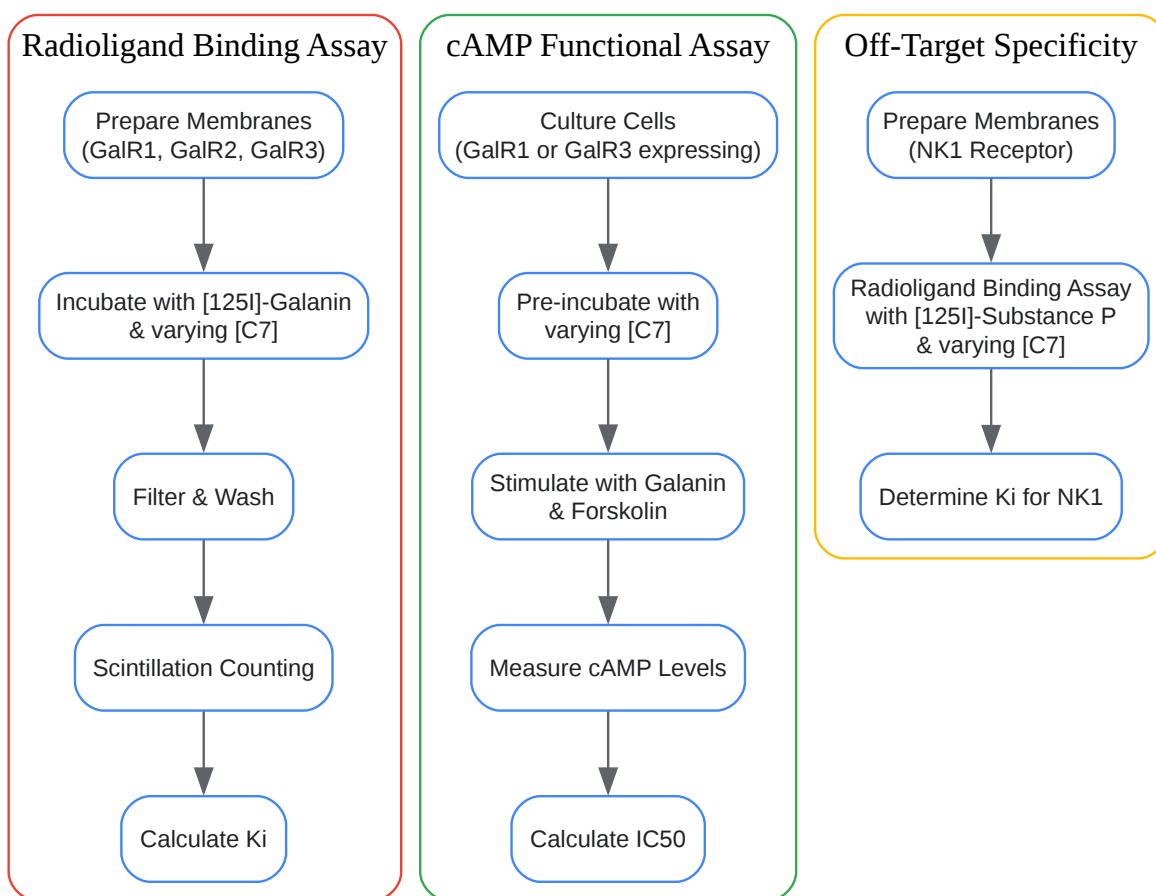 Radioligand Binding Assay
Prepare Membranes
(GalR1, GalR2, GalR3)
Incubate with [125I]-Galanin
& varying [C7]
Filter & Wash
Scintillation Counting
Calculate Ki
cAMP Functional Assay
Culture Cells
(GalR1 or GalR3 expressing)
Pre-incubate with
varying [C7]
Stimulate with Galanin
& Forskolin
Measure cAMP Levels
Calculate IC50
Off-Target Specificity
Prepare Membranes
(NK1 Receptor)
Radioligand Binding Assay
with [125I]-Substance P
& varying [C7]
Determine Ki for NK1